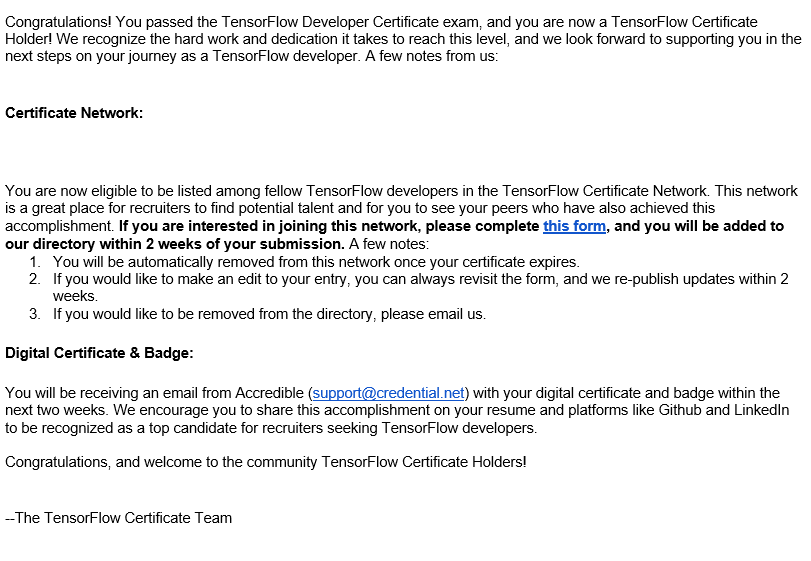 Congratulations! You passed the TensorFlow Developer Certificate exam, and you are now a TensorFlow Certificate
Holder! We recognize the hard work and dedication it takes to reach this level, and we look forward to supporting you in the
next steps on your journey as a TensorFlow developer. A few notes from us:
Certificate Network:
You are now eligible to be listed among fellow TensorFlow developers in the TensorFlow Certificate Network. This network
is a great place for recruiters to find potential talent and for you to see your peers who have also achieved this
accomplishment. If you are interested in joining this network, please complete this form, and you will be added to
our directory within 2 weeks of your submission. A few notes:
1. You will be automatically removed from this network once your certificate expires.
2. If you would like to make an edit to your entry, you can always revisit the form, and we re-publish updates within 2
weeks.
3. If you would like to be removed from the directory, please email us.
Digital Certificate & Badge:
You will be receiving an email from Accredible (support@credential.net) with your digital certificate and badge within the
next two weeks. We encourage you to share this accomplishment on your resume and platforms like Github and LinkedIn
to be recognized as a top candidate for recruiters seeking TensorFlow developers.
Congratulations, and welcome to the community TensorFlow Certificate Holders!
--The TensorFlow Certificate Team